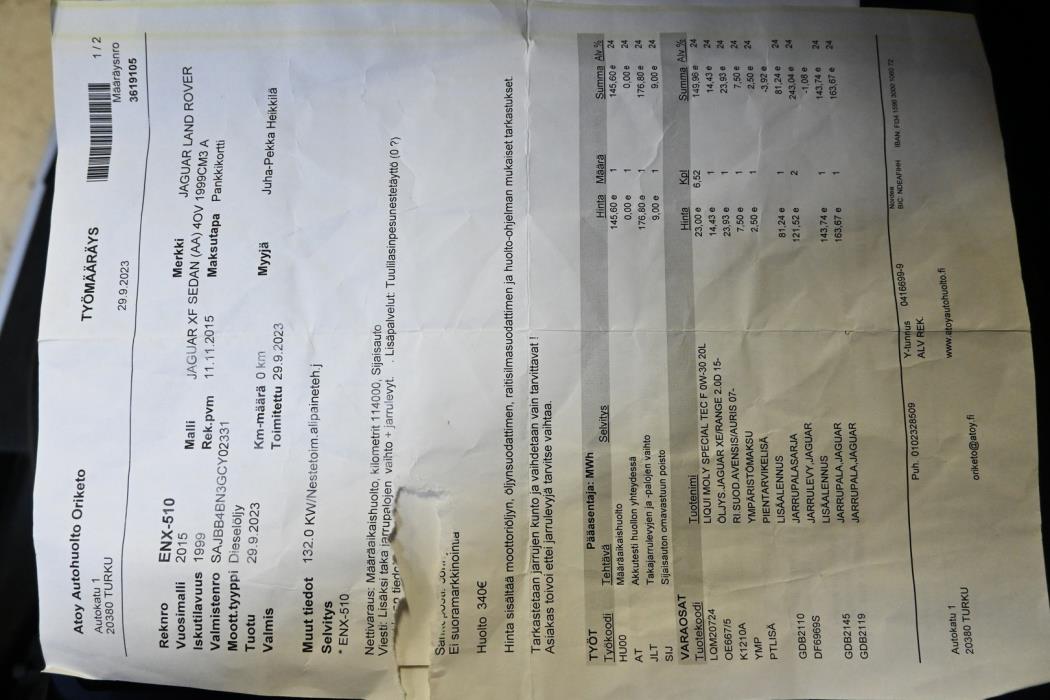 Atoy Autohuolto Oriketo
TYÖMÄÄRÄYS
1 / 2
Autokatu 1
20380 TURKU
29.9.2023
Määräysnro
3619105
Reknro ENX-510
Vuosimalli 2015 Malli JAGUAR XF SEDAN (AA) 4OV 1999CM3 A Merkki JAGUAR LAND ROVER
Iskutilavuus 1999 Rek.pvm 11.11.2015 Maksutapa Pankkikortti
Valmistenro SAJBB4BN3GCY02331
Moott.tyyppi Dieselöljy
Tuotu 29.9.2023 Km-määrä 0 km Myyjä Juha-Pekka Heikkilä
Valmis Toimitettu 29.9.2023
Muut tiedot 132.0 KW/Nestetoim.alipaineteh.j
Selvitys
* ENX-510
Nettivaraus: Määräaikaishuolto, kilometrit 114000, Sijaisauto
Viesti: Lisäksi taka jarrupalojen vaihto + jarrulevyt. . Lisäpalvelut: Tuulilasinpesunestetäyttö (0 ?)
Ei suoramarkkinointia
Huolto 340€
Hinta sisältää moottoriöljyn, öljynsuodattimen, raitisilmasuodattimen ja huolto-ohjelman mukaiset tarkastukset.
Tarkastetaan jarrujen kunto ja vaihdetaan vain tarvittavat !
Asiakas toivoi ettei jarrulevyjä tarvitse vaihtaa.
TYÖT Pääasentaja: MWh
Työkoodi Tehtävä Selvitys Hinta Määrä Summa Alv %
HU00 Määräaikaishuolto 145,60 e 1 145,60 e 24
AT Akkutesti huollon yhteydessä 0,00 e 1 0,00 e 24
JLT Takajarrulevyjen ja -palojen vaihto 176,80 e 1 176,80 e 24
SIJ Sijaisauton omavastuun poisto 9,00 e 1 9,00 e 24
VARAOSAT
Tuotekoodi Tuotenimi Hinta Kpl Summa Alv %
LOM20724 LIQUI MOLY SPECIAL TEC F 0W-30 20L 23,00 e 6,52 149,96 e 24
OE667/5 ÖLJYS.JAGUAR XE/RANGE 2.0D 15- 14,43 e 1 14,43 e 24
K1210A RI.SUOD.AVENSIS/AURIS 07- 23,93 e 1 23,93 e 24
YMP YMPÄRISTÖMAKSU 7,50 e 1 7,50 e 24
PTLISÄ PIENTARVIKELISÄ 2,50 e 1 2,50 e 24
LISÄALENNUS -3,92 e
GDB2110 JARRUPALASARJA 81,24 e 1 81,24 e 24
DF6969S JARRULEVY,JAGUAR 121,52 e 2 243,04 e 24
LISÄALENNUS -1,08 e
GDB2145 JARRUPALA,JAGUAR 143,74 e 1 143,74 e 24
GDB2119 JARRUPALA,JAGUAR 163,67 e 1 163,67 e 24
Autokatu 1
20380 TURKU
Puh. 0102328509
oriketo@atoy.fi
Y-tunnus 0416699-9
ALV REK.
www.atoyautohuolto.fi
Nordea
BIC: NDEAFIHH